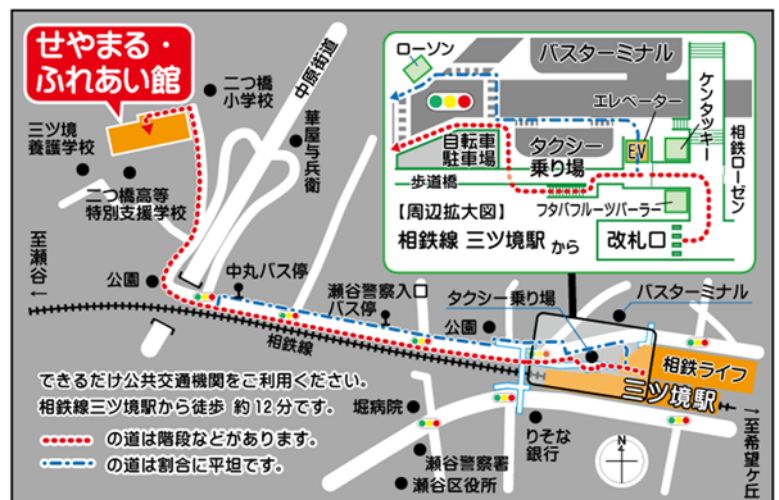 せやまる・
ふれあい館
二つ橋
小学校
中原街道
華屋与兵衛
三ツ境
養護学校
二つ橋高等
特別支援学校
至瀬谷
←
公園
中丸バス停
瀬谷警察入口
バス停
相鉄線
公園
タクシー乗り場
バスターミナル
相鉄ライフ
三ツ境駅
→至希望ヶ丘
堀病院
りそな
銀行
瀬谷警察署
瀬谷区役所
N
できるだけ公共交通機関をご利用ください。
相鉄線三ツ境駅から徒歩 約12分です。
の道は階段などがあります。
の道は割合に平坦です。
ローソン
バスターミナル
エレベーター
ケンタッキー
相鉄ローゼン
自転車
駐車場
タクシー
乗り場
EV
歩道橋
【周辺拡大図】
フタバフルーツパーラー
相鉄線 三ツ境駅 から
改札口